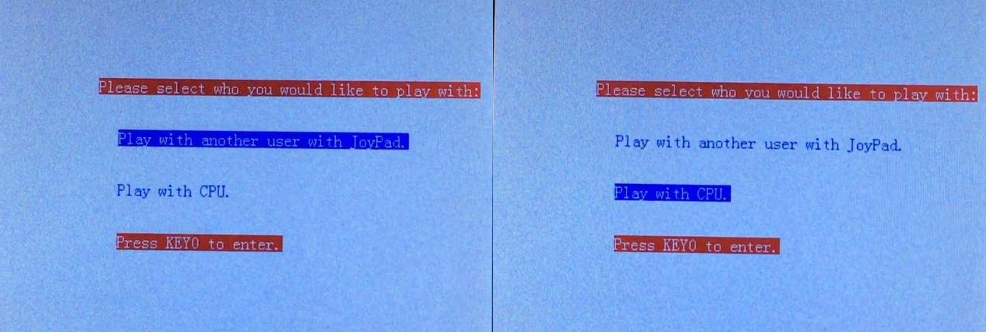 Please select who you would like to play with:
Play with another user with JoyPad.
Play with CPU.
Press KEY0 to enter.
Please select who you would like to play with:
Play with another user with JoyPad.
Play with CPU.
Press KEY0 to enter.